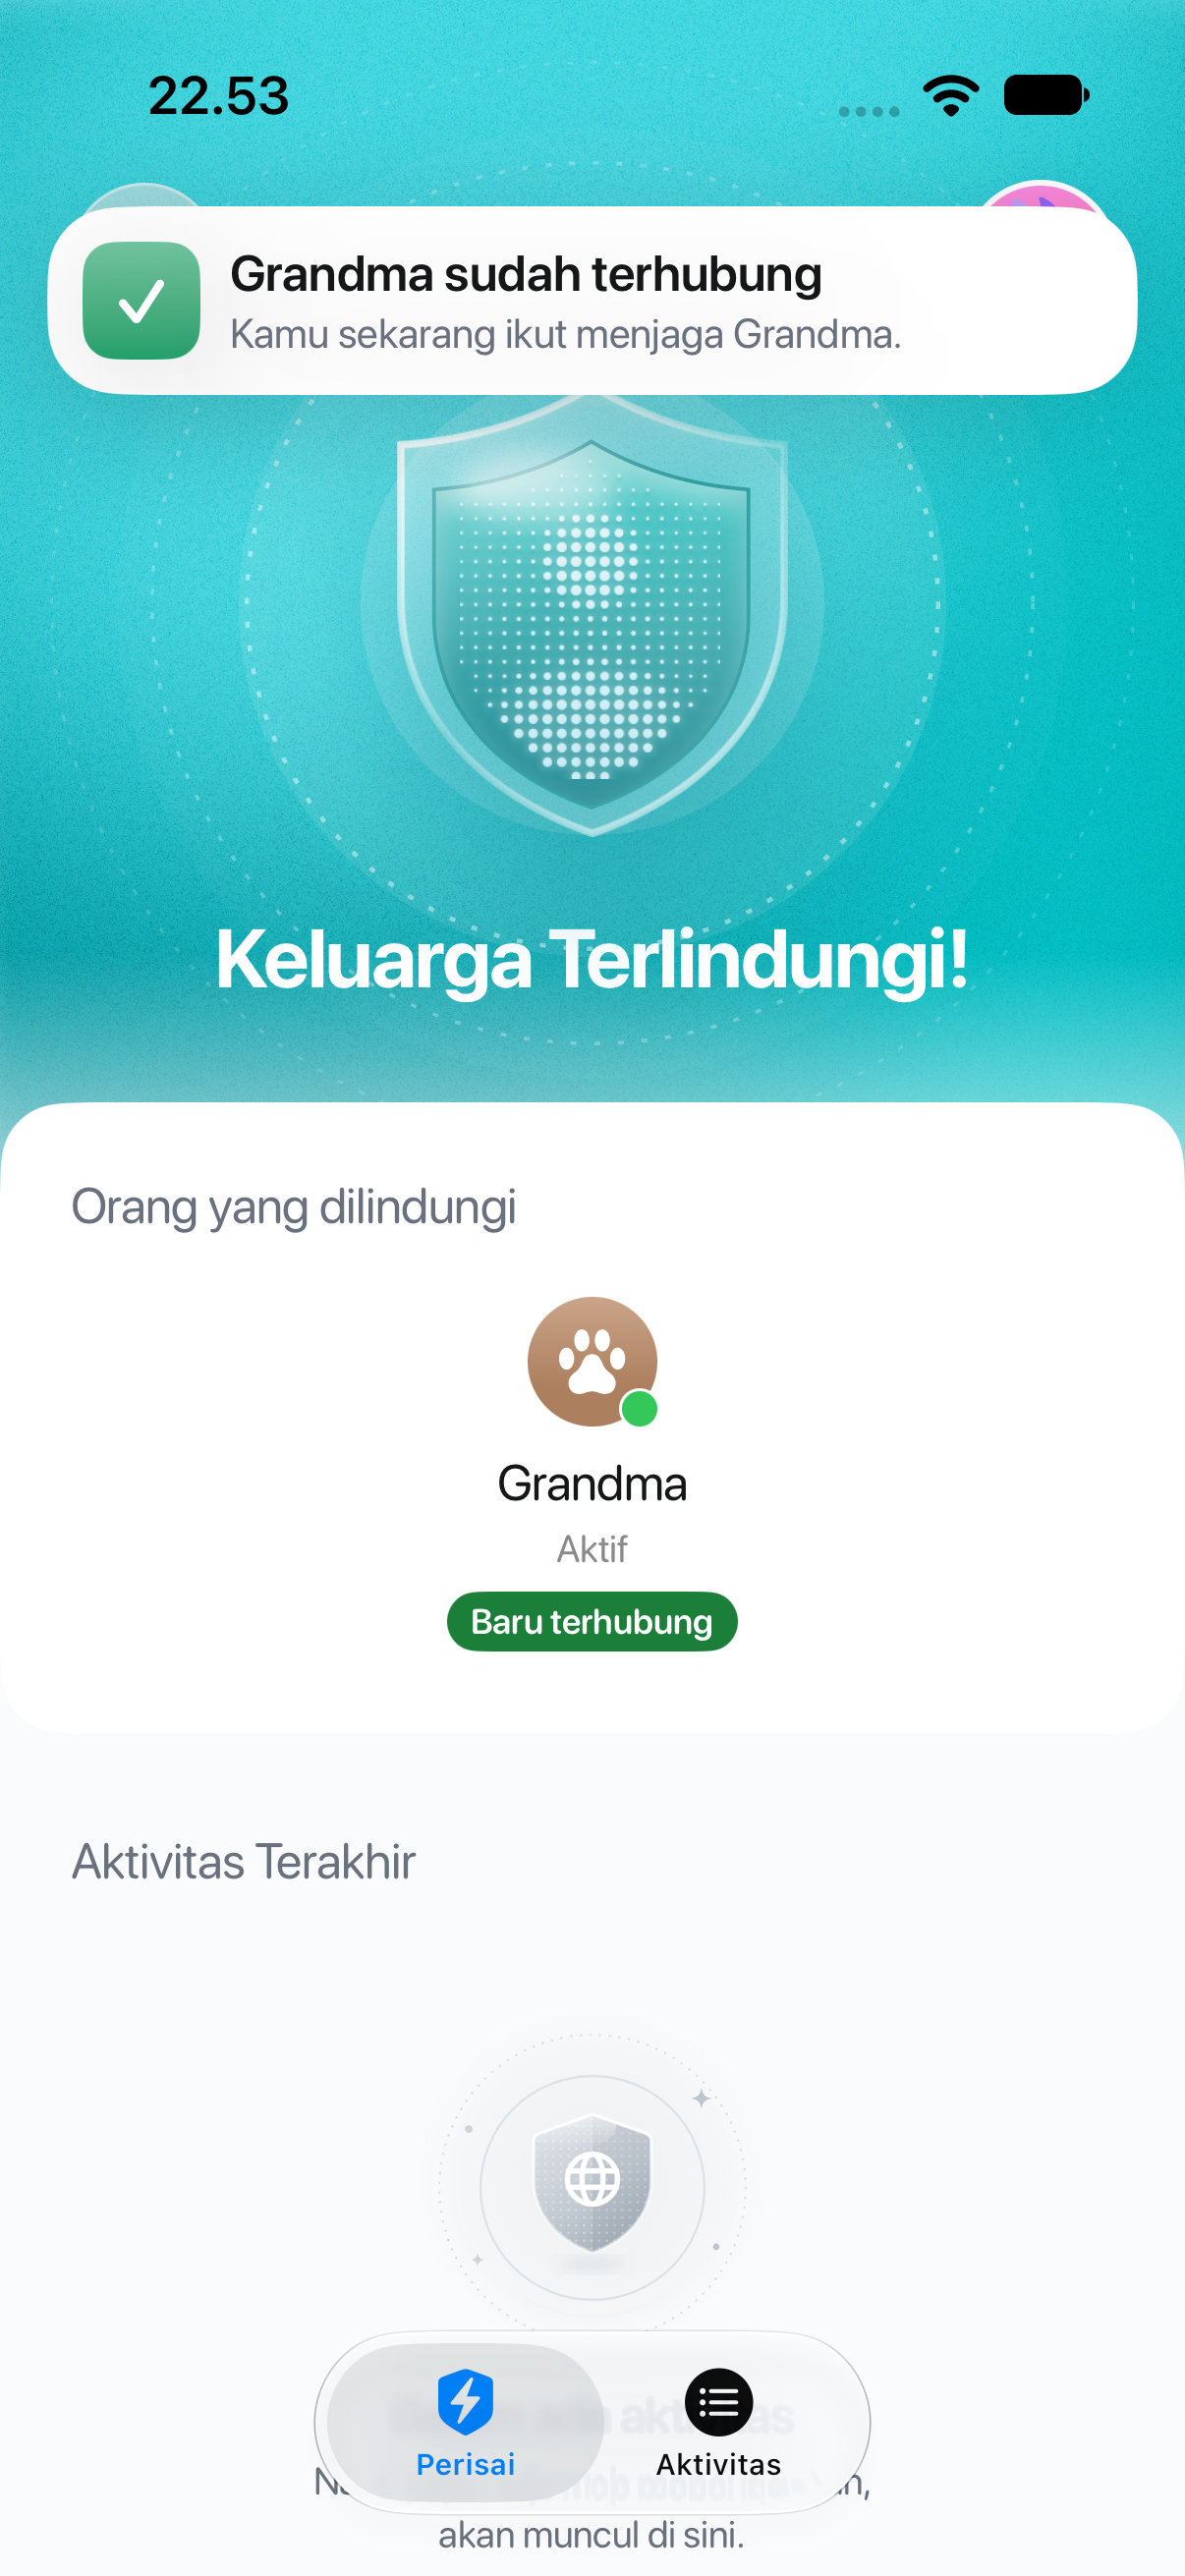 22.53
Grandma sudah terhubung
Kamu sekarang ikut menjaga Grandma.
Keluarga Terlindungi!
Orang yang dilindungi
Grandma
Aktif
Baru terhubung
Aktivitas Terakhir
Perisai
Aktivitas
akan muncul di sini.